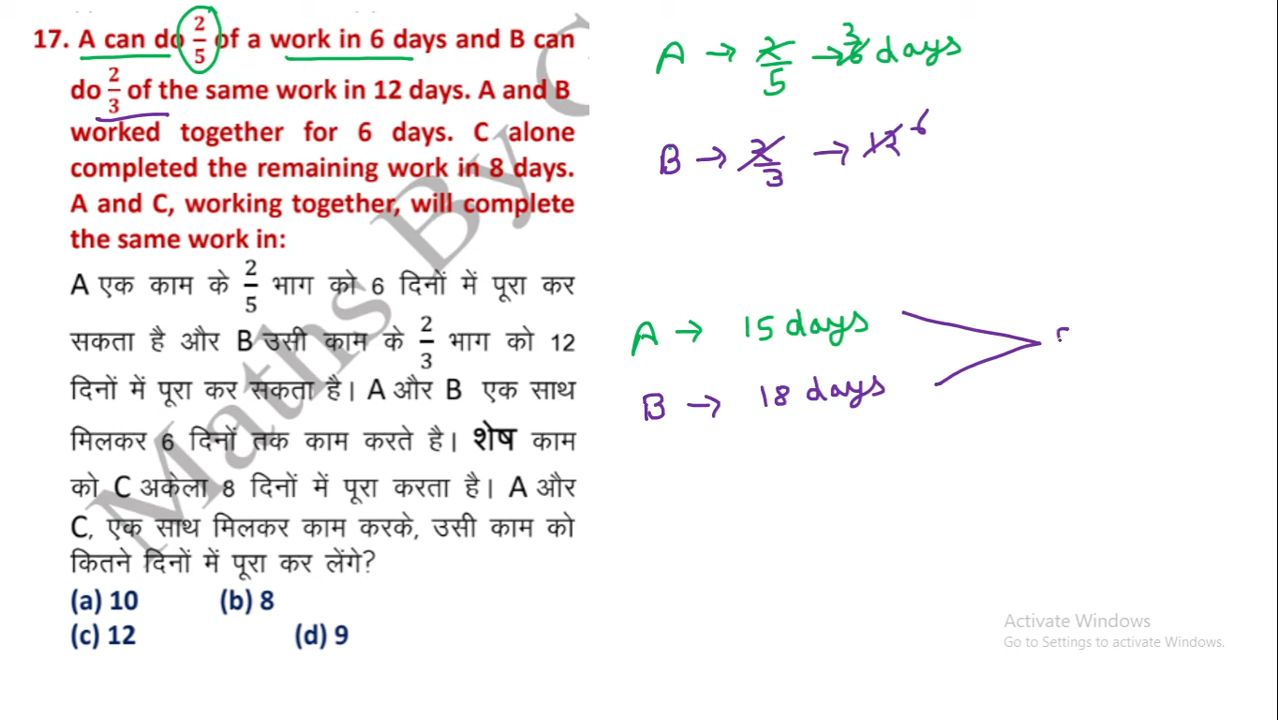 17. A can do 2/5 of a work in 6 days and B can
do 2/3 of the same work in 12 days. A and B
worked together for 6 days. C alone
completed the remaining work in 8 days.
A and C, working together, will complete
the same work in:
A एक काम के 2/5 भाग को 6 दिनों में पूरा कर
सकता है और B उसी काम के 2/3 भाग को 12
दिनों में पूरा कर सकता है। A और B एक साथ
मिलकर 6 दिनों तक काम करते है। शेष काम
को C अकेला 8 दिनों में पूरा करता है। A और
C, एक साथ मिलकर काम करके, उसी काम को
कितने दिनों में पूरा कर लेंगे?
(a) 10 (b) 8
(c) 12 (d) 9
Maths By
A → 2/5 → 6 3 days
B → 2/3 → 12 6
A → 15 days
B → 18 days
Activate Windows
Go to Settings to activate Windows.